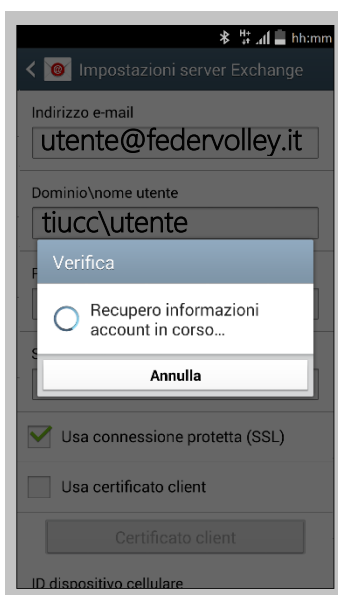 H+ hh:mm
Impostazioni server Exchange
Indirizzo e-mail
utente@federvolley.it
Dominio\nome utente
tiucc\utente
Verifica
Recupero informazioni
account in corso...
Annulla
Usa connessione protetta (SSL)
Usa certificato client
Certificato client
ID dispositivo cellulare